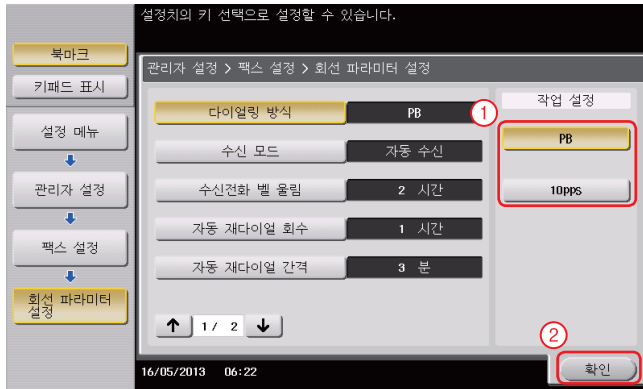 설정치의 키 선택으로 설정할 수 있습니다.
북마크
키패드 표시
설정 메뉴
관리자 설정
팩스 설정
회선 파라미터
설정
관리자 설정 > 팩스 설정 > 회선 파라미터 설정
다이얼링 방식 PB
수신 모드 자동 수신
수신전화 벨 울림 2 시간
자동 재다이얼 회수 1 시간
자동 재다이얼 간격 3 분
↑ 1/ 2 ↓
1
작업 설정
PB
10pps
2
확인
16/05/2013 06:22